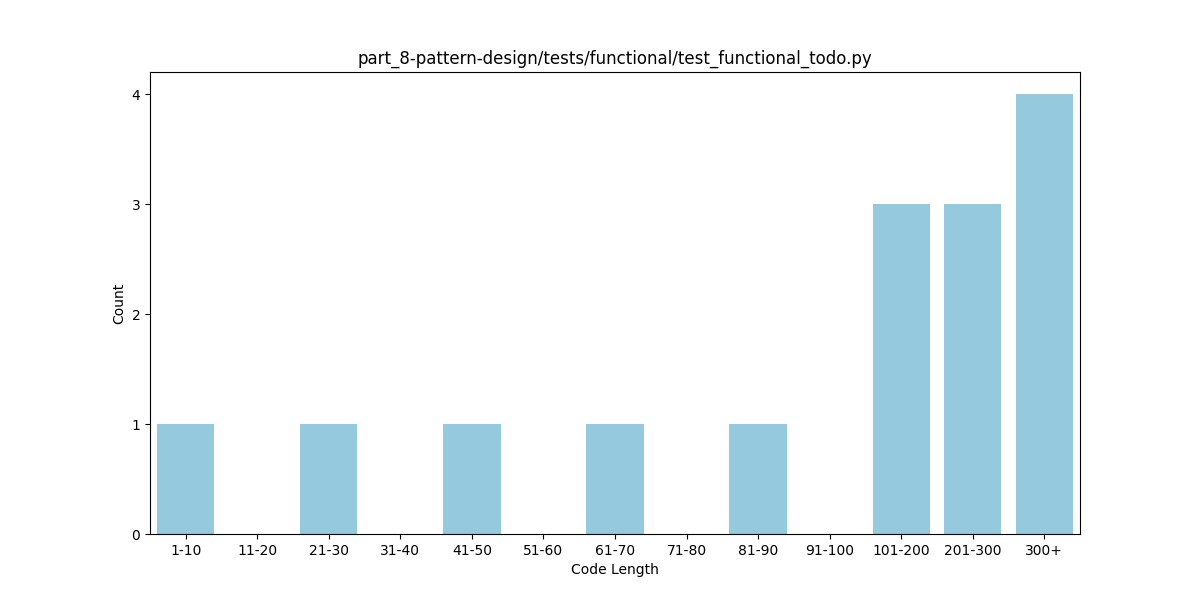 part_8-pattern-design/tests/functional/test_functional_todo.py
4
3
2
1
0
Count
1-10 11-20 21-30 31-40 41-50 51-60 61-70 71-80 81-90 91-100 101-200 201-300 300+
Code Length